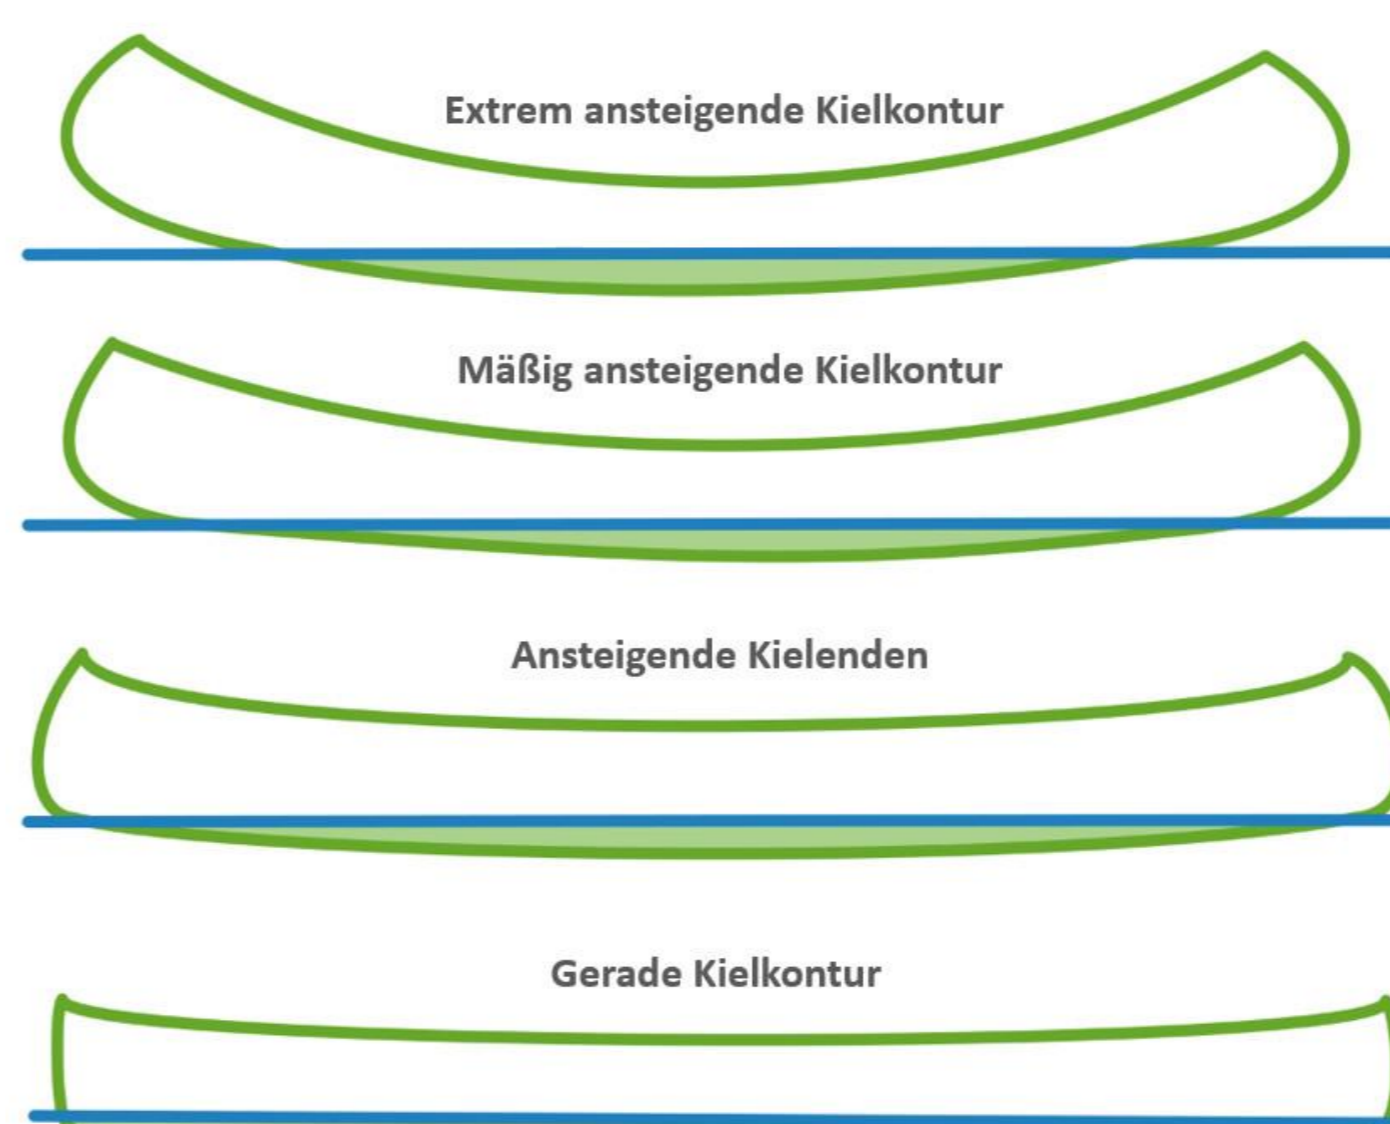 Extrem ansteigende Kielkontur
Mäßig ansteigende Kielkontur
Ansteigende Kielenden
Gerade Kielkontur